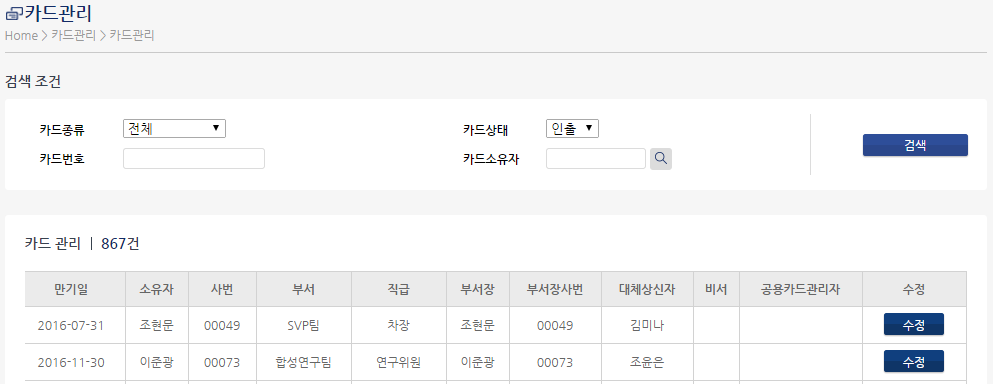 카드관리
Home > 카드관리 > 카드관리
검색 조건
카드종류 전체 카드상태 인출
카드번호 카드소유자 검색
카드 관리 | 867건
만기일 소유자 사번 부서 직급 부서장 부서장사번 대체상신자 비서 공용카드관리자 수정
2016-07-31 조현문 00049 SVP팀 차장 조현문 00049 김미나 수정
2016-11-30 이준광 00073 합성연구팀 연구위원 이준광 00073 조윤은 수정